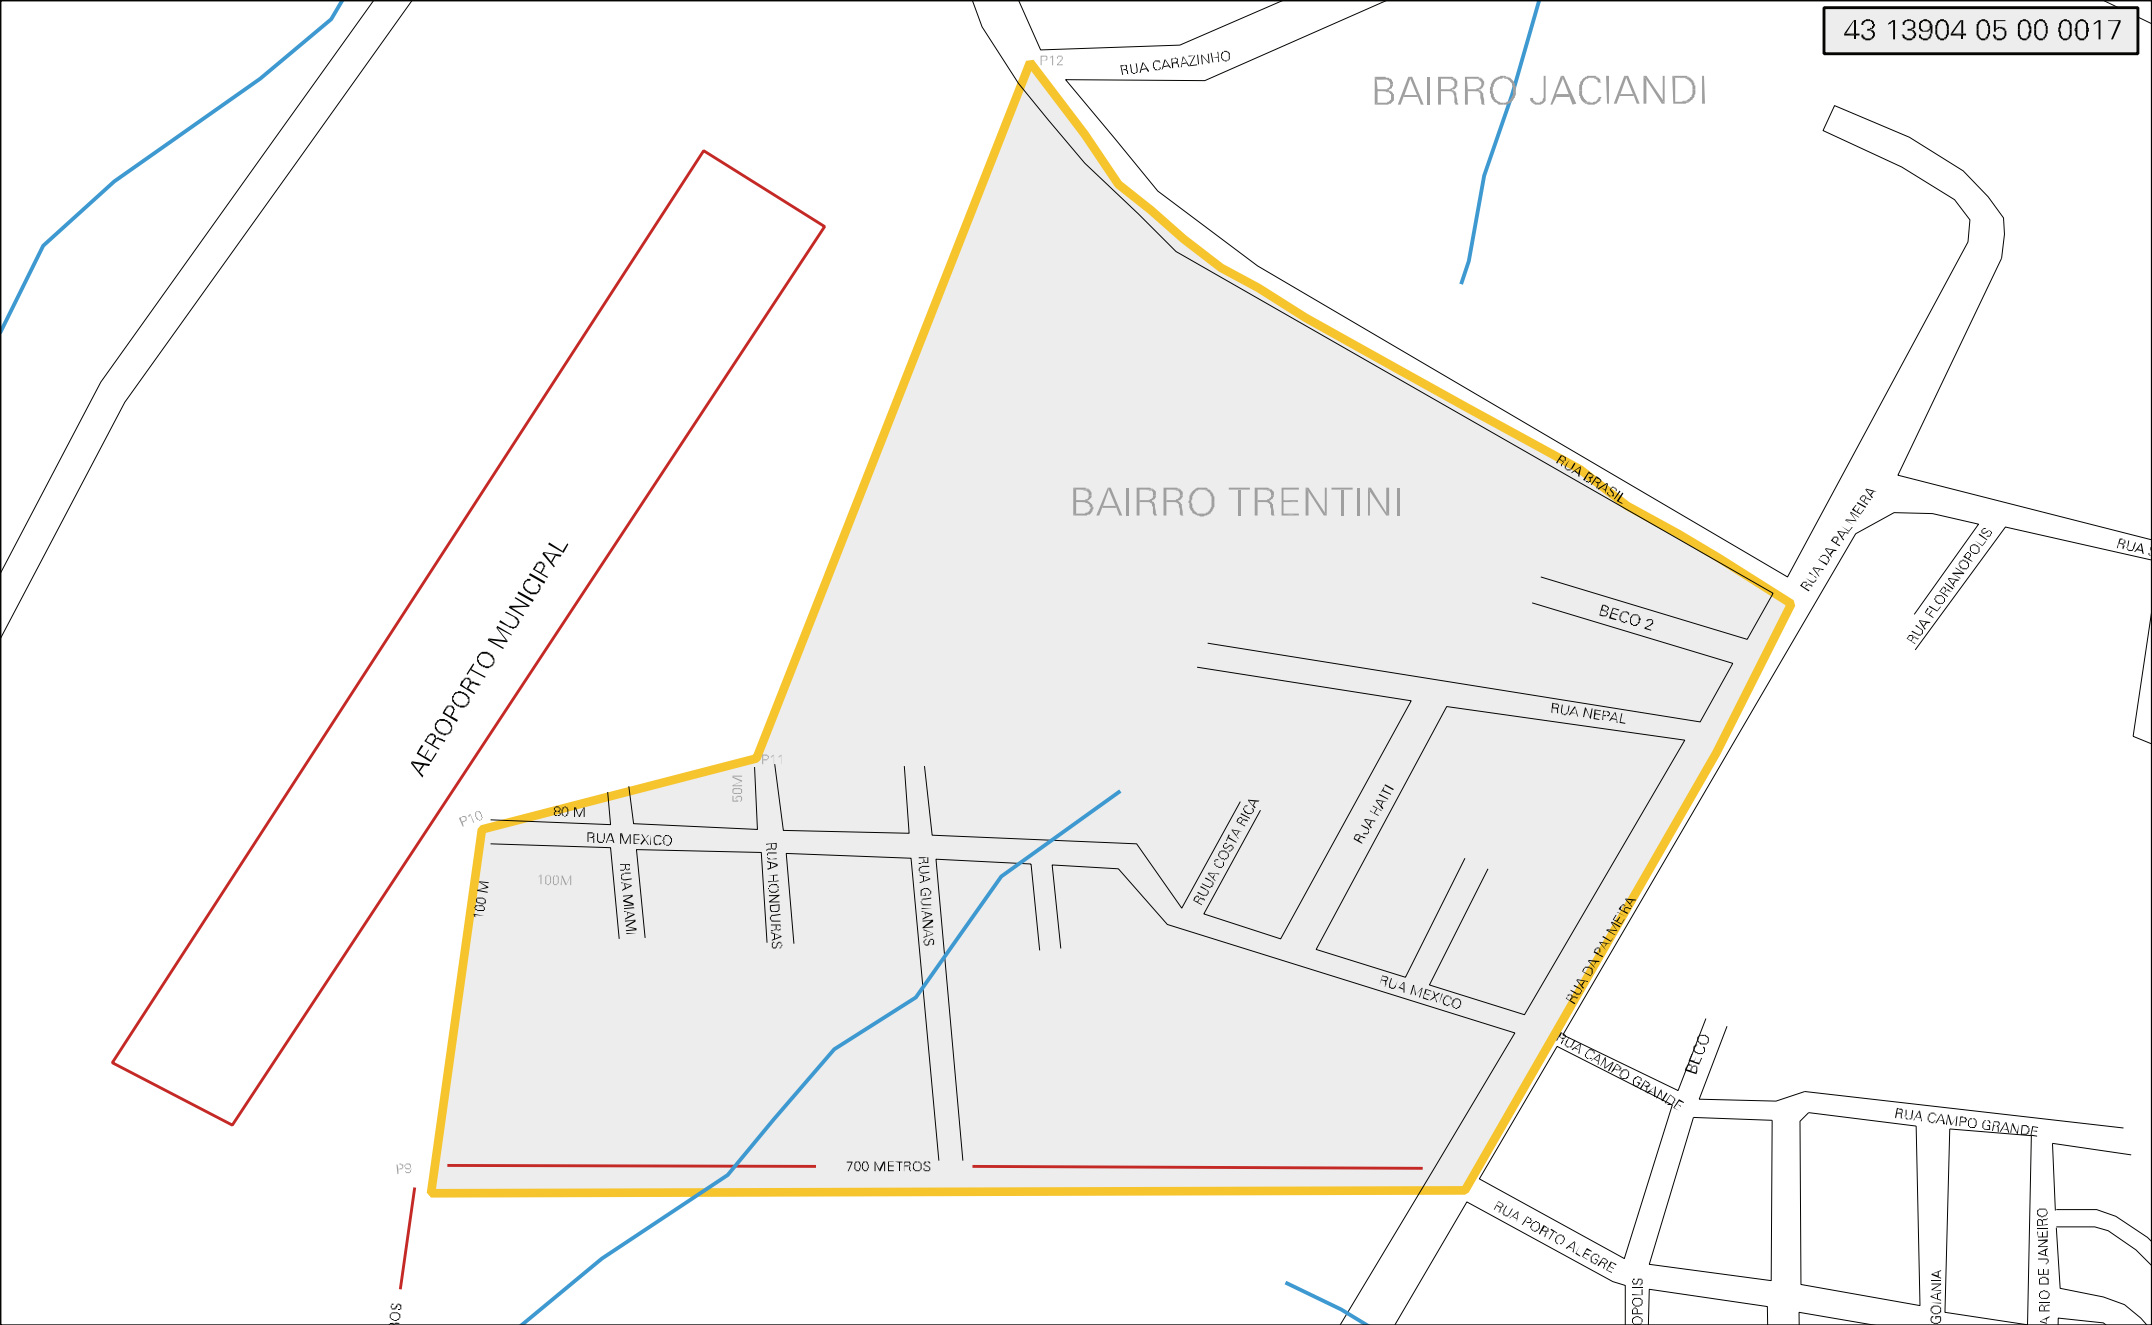 43 13904 05 00 0017
P12
RUA CARAZINHO
BAIRRO JACIANDI
RUA BRASIL
BAIRRO TRENTINI
RUA DA PALMEIRA
RUA FLORIANOPOLIS
RUA S
AEROPORTO MUNICIPAL
BECO 2
RUA NEPAL
P11
50M
P10
80 M
RUA MEXICO
100M
100 M
RUA MIAMI
RUA HONDURAS
RUA GUIANAS
RUUA COSTA RICA
RJA HAITI
RUA MEXICO
RUA DA PALMEIRA
RUA CAMPO GRANDE
BECO
RUA CAMPO GRANDE
P9
700 METROS
RUA PORTO ALEGRE
OPOLIS
GOIANIA
A RIO DE JANEIRO